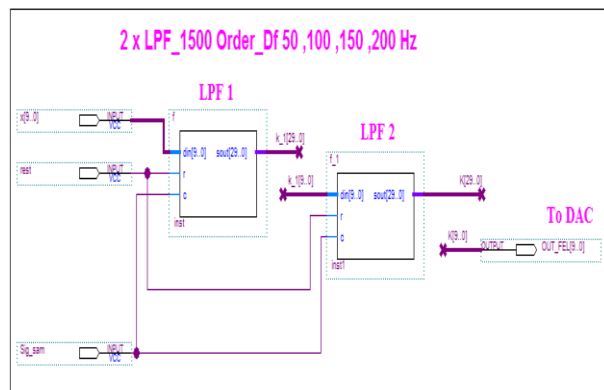 2 x LPF_1500 Order_Df 50 ,100 ,150 ,200 Hz
LPF 1
x[9..0]
INPUT
VCC
f
k_1[29..0]
din[9..0] sout[29..0]
LPF 2
rest
INPUT
VCC
r
f_1
c
k_1[9..0]
din[9..0] sout[29..0]
K[29..0]
inst
r
To DAC
c
K[9..0]
OUTPUT
OUT_FEL[9..0]
inst1
Sig_sam
INPUT
VCC